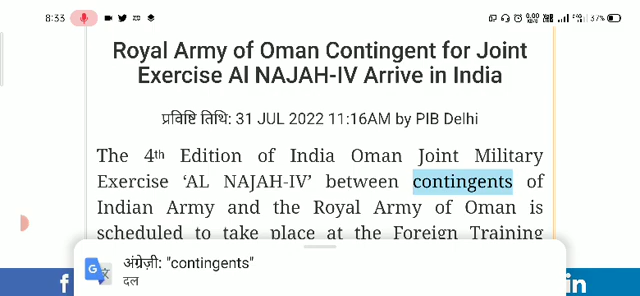 8:33
37%
Royal Army of Oman Contingent for Joint
Exercise Al NAJAH-IV Arrive in India
प्रविष्टि तिथि: 31 JUL 2022 11:16AM by PIB Delhi
The 4th Edition of India Oman Joint Military
Exercise ‘AL NAJAH-IV’ between contingents of
Indian Army and the Royal Army of Oman is
scheduled to take place at the Foreign Training
अंग्रेज़ी: "contingents"
दल
f
in